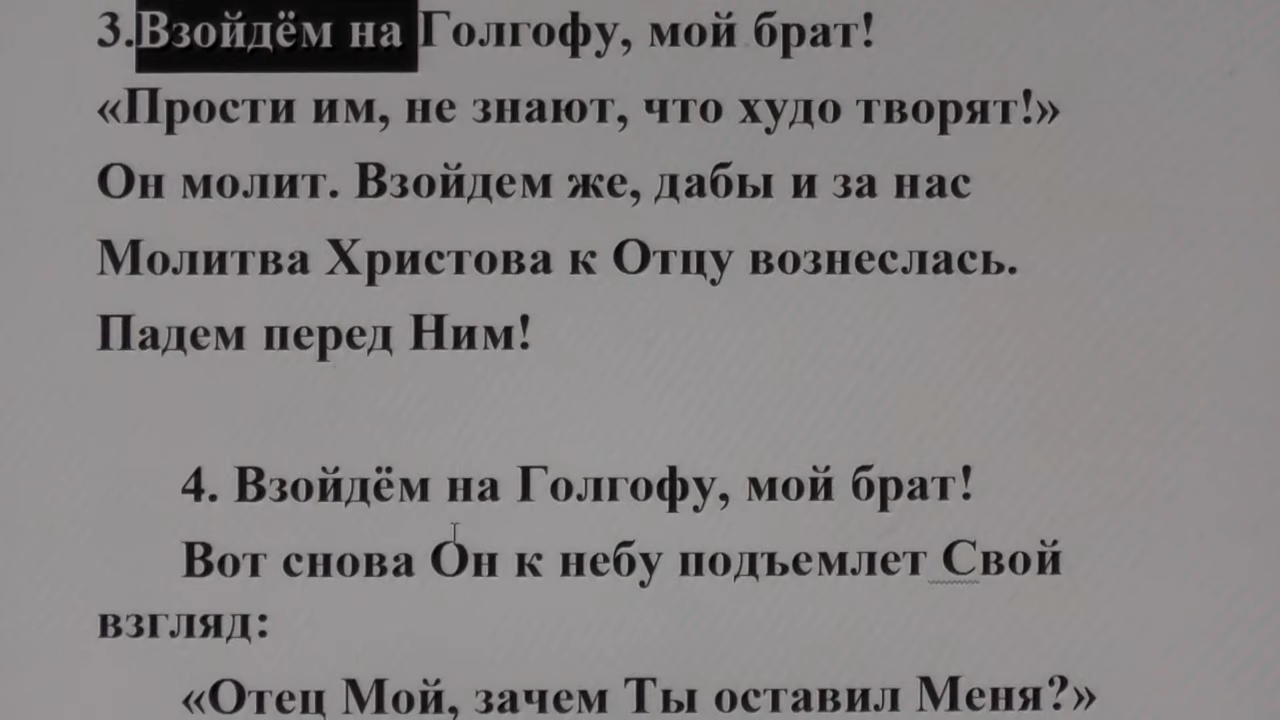 3.Взойдём на Голгофу, мой брат!
«Прости им, не знают, что худо творят!»
Он молит. Взойдем же, дабы и за нас
Молитва Христова к Отцу вознеслась.
Падем перед Ним!
4. Взойдём на Голгофу, мой брат!
Вот снова Он к небу подъемлет Свой
взгляд:
«Отец Мой, зачем Ты оставил Меня?»